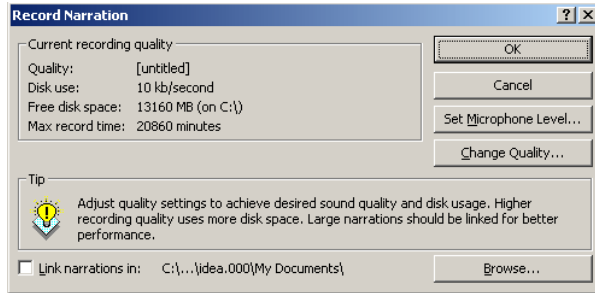 Record Narration
Current recording quality
Quality: [untitled]
Disk use: 10 kb/second
Free disk space: 13160 MB (on C:\)
Max record time: 20860 minutes
OK
Cancel
Set Microphone Level...
Change Quality...
Tip
Adjust quality settings to achieve desired sound quality and disk usage. Higher
recording quality uses more disk space. Large narrations should be linked for better
performance.
Link narrations in: C:\...\idea.000\My Documents\
Browse...